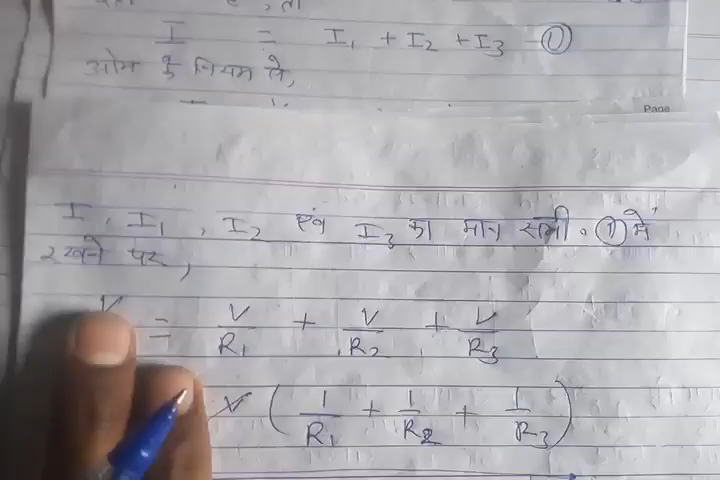 I = I₁ + I₂ + I₃ - ①
ओम के नियम से,
Page
I, I₁, I₂ एवं I₃ का मान समी. ① में
रखने पर,
V = V/R₁ + V/R₂ + V/R₃
V (1/R₁ + 1/R₂ + 1/R₃)